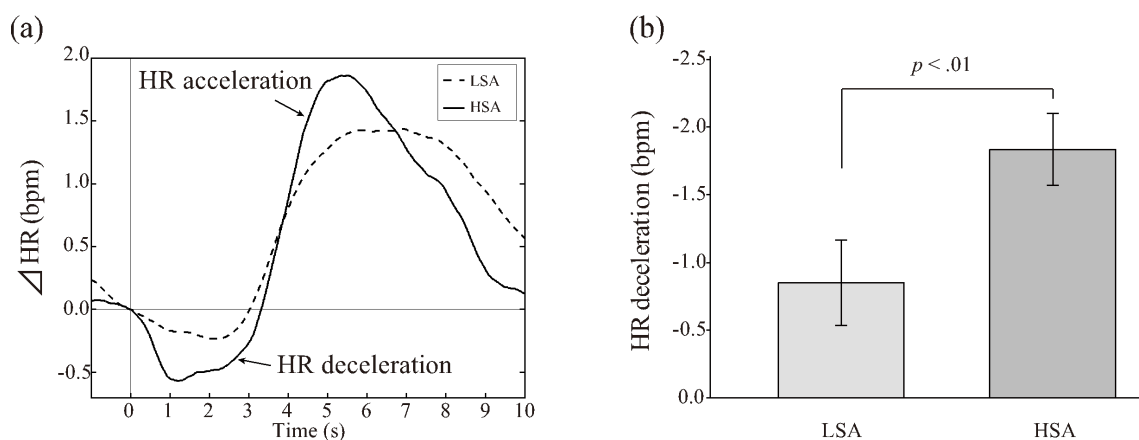 (a)
2.0
1.5
1.0
0.5
0.0
-0.5
⊿HR (bpm)
HR acceleration
LSA
HSA
HR deceleration
0 1 2 3 4 5 6 7 8 9 10
Time (s)
(b)
-2.5
-2.0
-1.5
-1.0
-0.5
0.0
HR deceleration (bpm)
p < .01
LSA HSA